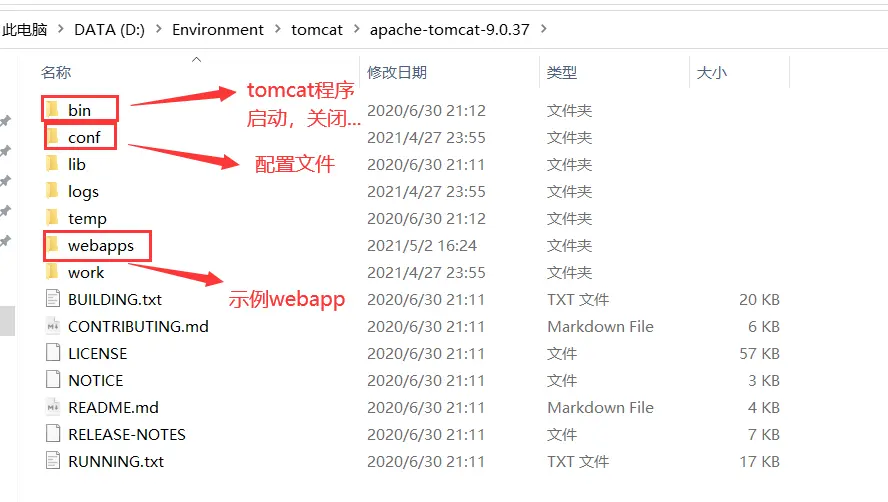 此电脑 > DATA (D:) > Environment > tomcat > apache-tomcat-9.0.37 >
名称 修改日期 类型 大小
bin 2020/6/30 21:12 文件夹
tomcat程序
启动，关闭...
conf 2021/4/27 23:55 文件夹
配置文件
lib 2020/6/30 21:11 文件夹
logs 2021/4/27 23:55 文件夹
temp 2020/6/30 21:12 文件夹
webapps 2021/5/2 16:24 文件夹
work 2021/4/27 23:55 文件夹
示例webapp
BUILDING.txt 2020/6/30 21:11 TXT 文件 20 KB
CONTRIBUTING.md 2020/6/30 21:11 Markdown File 6 KB
LICENSE 2020/6/30 21:11 文件 57 KB
NOTICE 2020/6/30 21:11 文件 3 KB
README.md 2020/6/30 21:11 Markdown File 4 KB
RELEASE-NOTES 2020/6/30 21:11 文件 7 KB
RUNNING.txt 2020/6/30 21:11 TXT 文件 17 KB